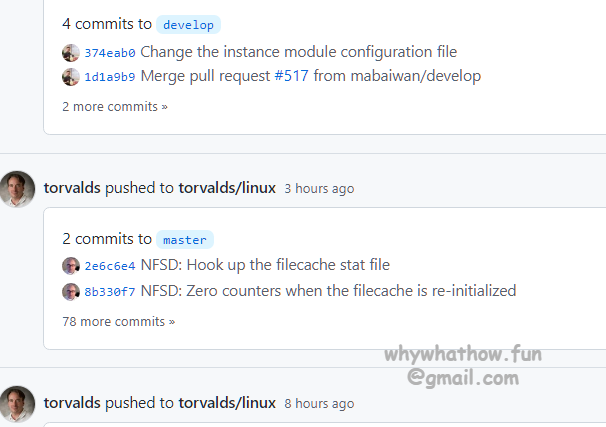 4 commits to develop
374eab0 Change the instance module configuration file
1d1a9b9 Merge pull request #517 from mabaiwan/develop
2 more commits »
torvalds pushed to torvalds/linux 3 hours ago
2 commits to master
2e6c6e4 NFSD: Hook up the filecache stat file
8b330f7 NFSD: Zero counters when the filecache is re-initialized
78 more commits »
whywhathow.fun
@gmail.com
torvalds pushed to torvalds/linux 8 hours ago